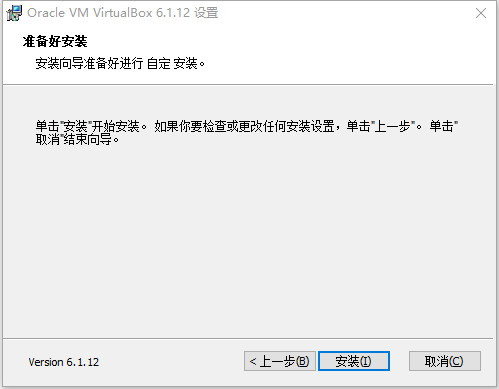 Oracle VM VirtualBox 6.1.12 设置
准备好安装
安装向导准备好进行 自定 安装。
单击"安装"开始安装。 如果你要检查或更改任何安装设置，单击"上一步"。 单击"
取消"结束向导。
Version 6.1.12
< 上一步(B)
安装(I)
取消(C)